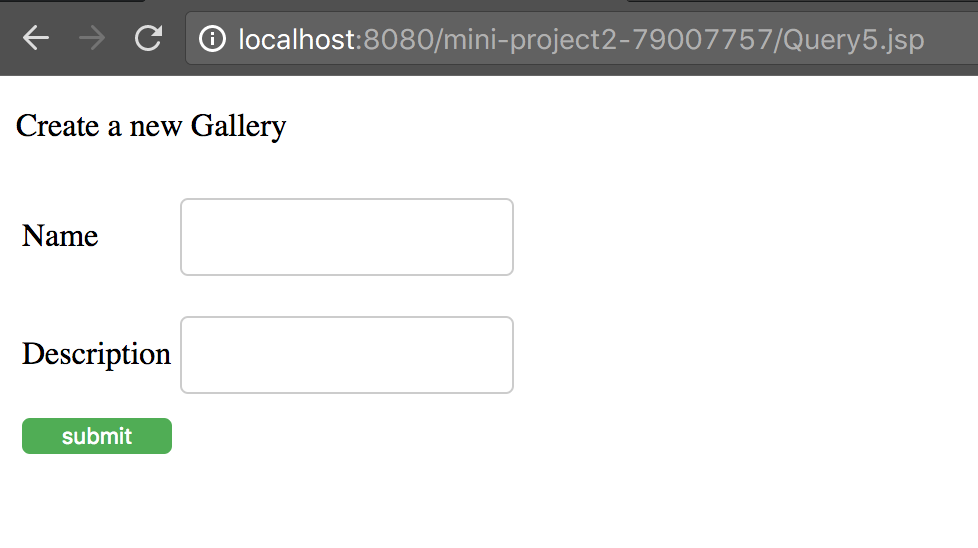 localhost:8080/mini-project2-79007757/Query5.jsp
Create a new Gallery
Name
Description
submit